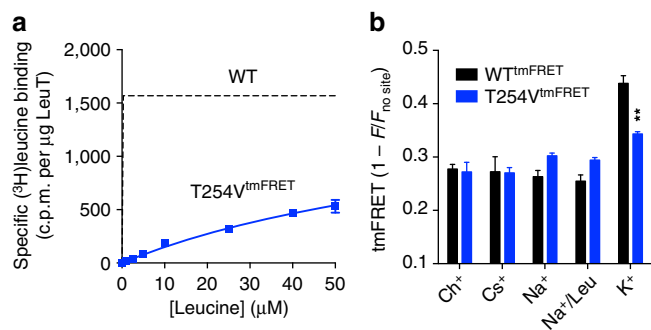 a
Specific (³H)leucine binding
(c.p.m. per μg LeuT)
2,000
1,500
1,000
500
0
WT
T254V^tmFRET
0 10 20 30 40 50
[Leucine] (μM)
b
tmFRET (1 – F/F_no site)
0.5
0.4
0.3
0.2
0.1
WT^tmFRET
T254V^tmFRET
**
Ch⁺ Cs⁺ Na⁺ Na⁺/Leu K⁺